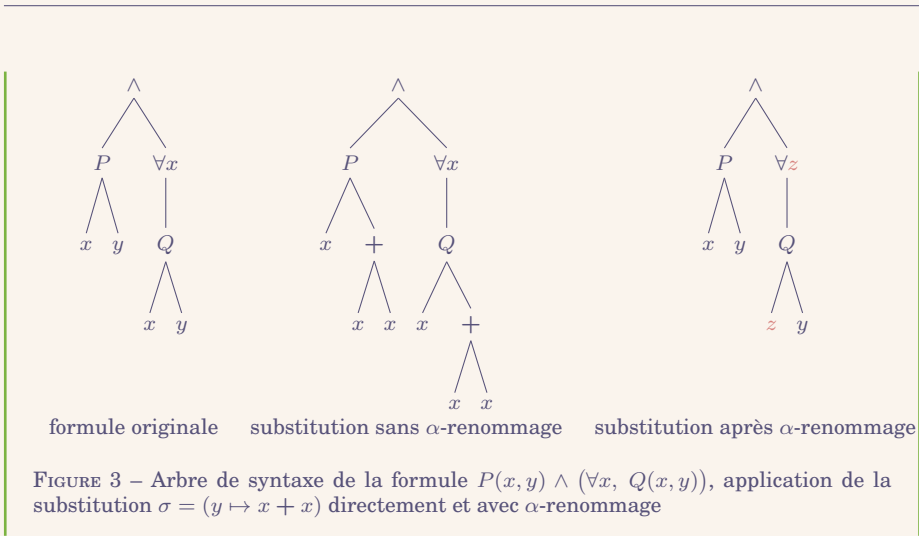 ∧ ∧ ∧
P ∀x P ∀x P ∀z
x y Q x + Q x y Q
x y x x x + z y
x x
formule originale substitution sans α-renommage substitution après α-renommage
FIGURE 3 – Arbre de syntaxe de la formule P(x, y) ∧ (∀x, Q(x, y)), application de la
substitution σ = (y ↦ x + x) directement et avec α-renommage